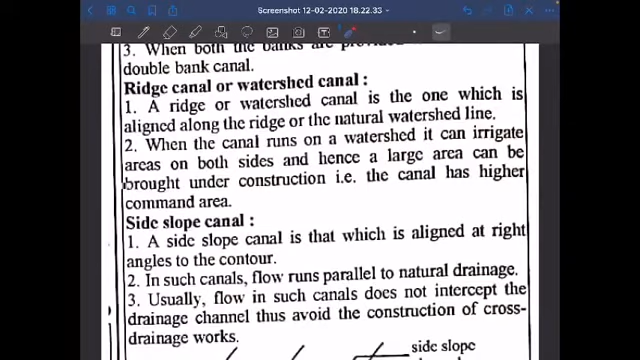 Screenshot 12-02-2020 18.22.33
3. When both the banks are provided
double bank canal.
Ridge canal or watershed canal :
1. A ridge or watershed canal is the one which is
aligned along the ridge or the natural watershed line.
2. When the canal runs on a watershed it can irrigate
areas on both sides and hence a large area can be
brought under construction i.e. the canal has higher
command area.
Side slope canal :
1. A side slope canal is that which is aligned at right
angles to the contour.
2. In such canals, flow runs parallel to natural drainage.
3. Usually, flow in such canals does not intercept the
drainage channel thus avoid the construction of cross-
drainage works.
side slope